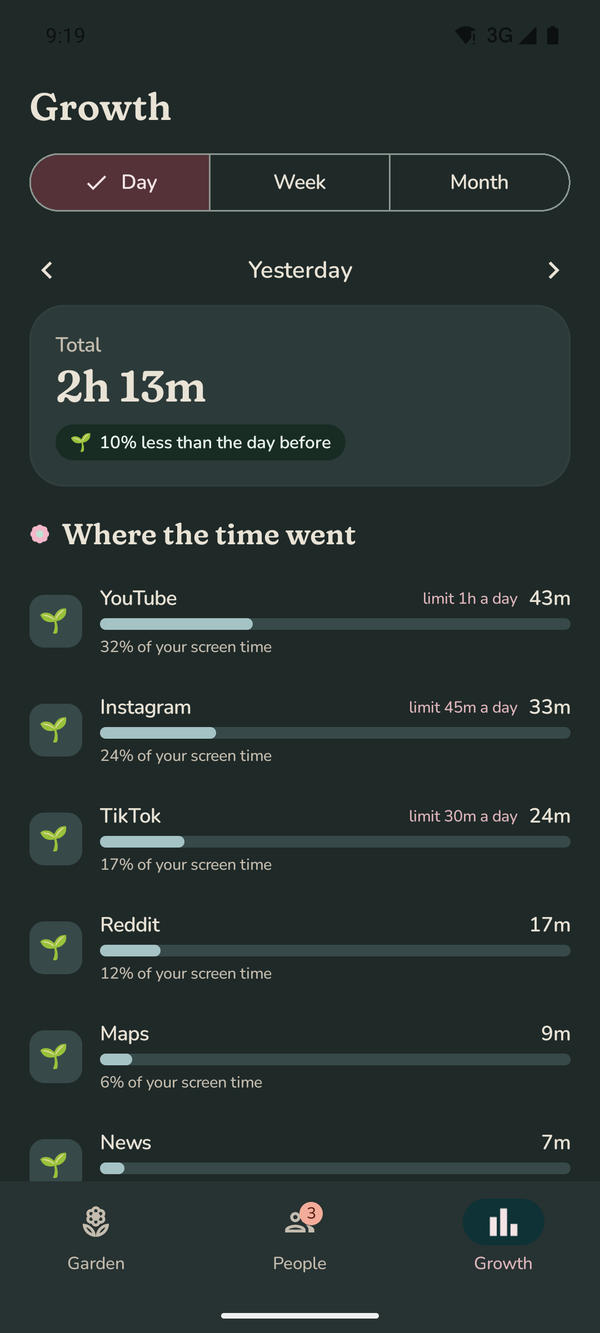 9:19
3G
Growth
Day
Week
Month
Yesterday
Total
2h 13m
10% less than the day before
Where the time went
YouTube
limit 1h a day
43m
32% of your screen time
Instagram
limit 45m a day
33m
24% of your screen time
TikTok
limit 30m a day
24m
17% of your screen time
Reddit
17m
12% of your screen time
Maps
9m
6% of your screen time
News
7m
3
Garden
People
Growth